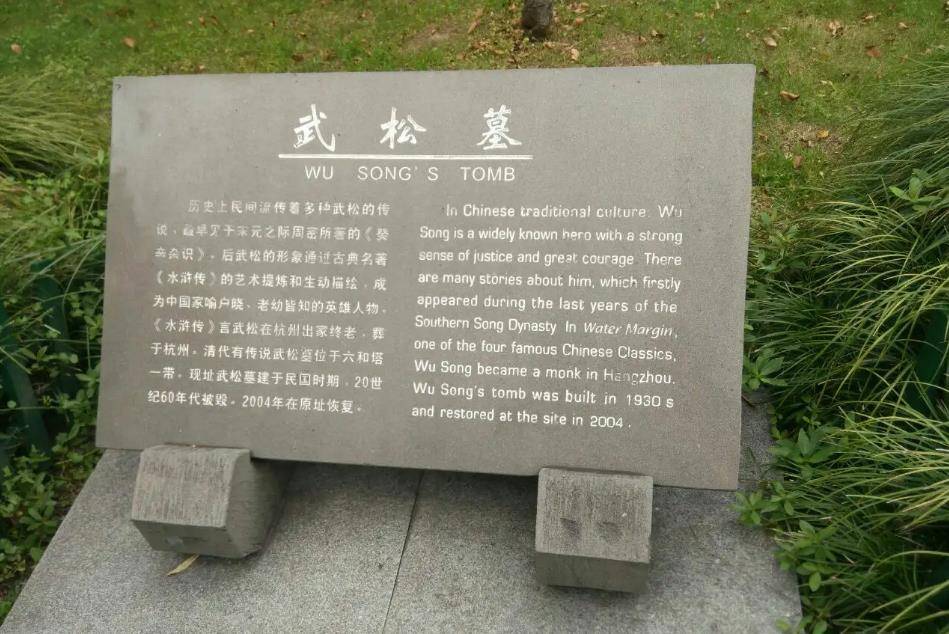 武松墓
WU SONG'S TOMB
历史上民间流传着多种武松的传
说，最早见于宋元之际周密所著的《癸
辛杂识》。后武松的形象通过古典名著
《水浒传》的艺术提炼和生动描绘，成
为中国家喻户晓、老幼皆知的英雄人物。
《水浒传》言武松在杭州出家终老，葬
于杭州。清代有传说武松墓位于六和塔
一带。现址武松墓建于民国时期，20世
纪60年代被毁。2004年在原址恢复。
In Chinese traditional culture, Wu
Song is a widely known hero with a strong
sense of justice and great courage. There
are many stories about him, which firstly
appeared during the last years of the
Southern Song Dynasty. In Water Margin,
one of the four famous Chinese Classics,
Wu Song became a monk in Hangzhou.
Wu Song's tomb was built in 1930's
and restored at the site in 2004.